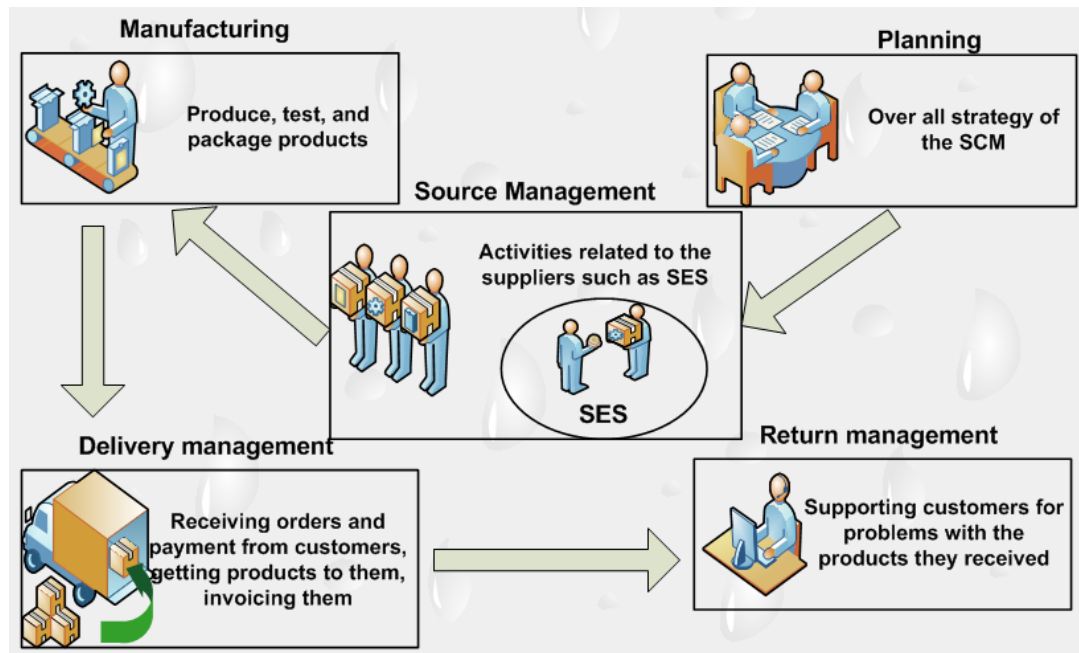 Manufacturing
Produce, test, and
package products
Planning
Over all strategy of
the SCM
Source Management
Activities related to the
suppliers such as SES
SES
Delivery management
Receiving orders and
payment from customers,
getting products to them,
invoicing them
Return management
Supporting customers for
problems with the
products they received